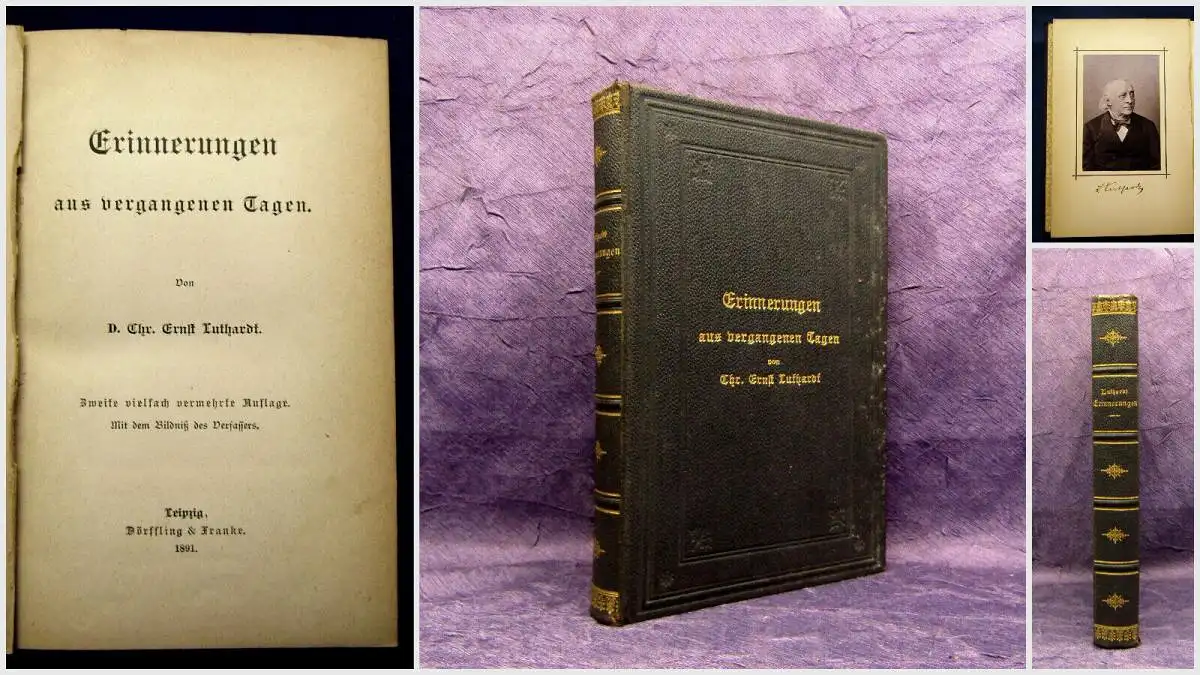 Erinnerungen
aus vergangenen Tagen.
Von
D. Chr. Ernst Luthardt.
Zweite vielfach vermehrte Auflage.
Mit dem Bildniß des Verfassers.
Leipzig,
Dörffling & Franke.
1891.
Erinnerungen
aus vergangenen Tagen
von
Chr. Ernst Luthardt
Luthardt
Luthardt
Erinnerungen